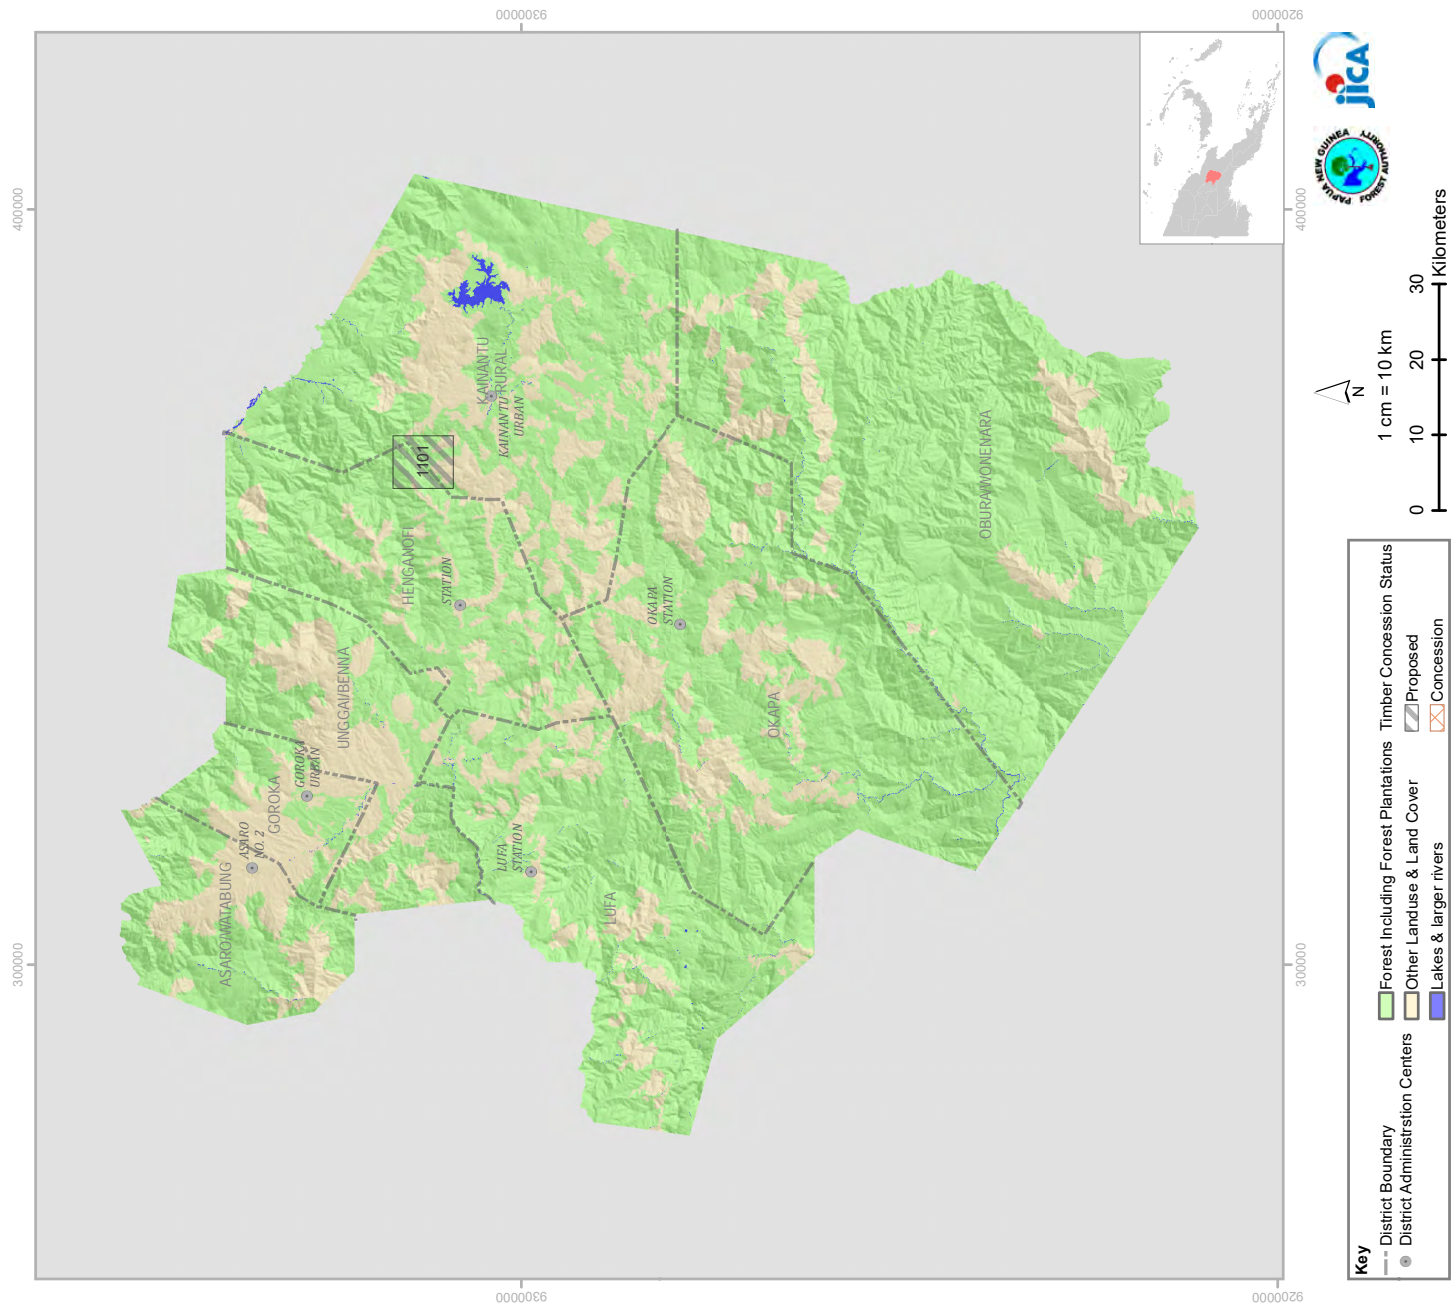 300000
400000
9300000
9300000
9200000
9200000
300000
400000
ASARO/WATABUNG
ASARO
NO. 2
GOROKA
GOROKA
URBAN
UNGGAI/BENNA
HENGANOFI
STATION
1101
KAINANTU
RURAL
KAINANTU
URBAN
LUFA
STATION
LUFA
OKAPA
STATION
OKAPA
OBURA/WONENARA
PAPUA NEW GUINEA
FOREST AUTHORITY
jICA
N
1 cm = 10 km
0 10 20 30
Kilometers
Key
District Boundary
District Administrstion Centers
Forest Including Forest Plantations
Other Landuse & Land Cover
Lakes & larger rivers
Timber Concession Status
Proposed
Concession